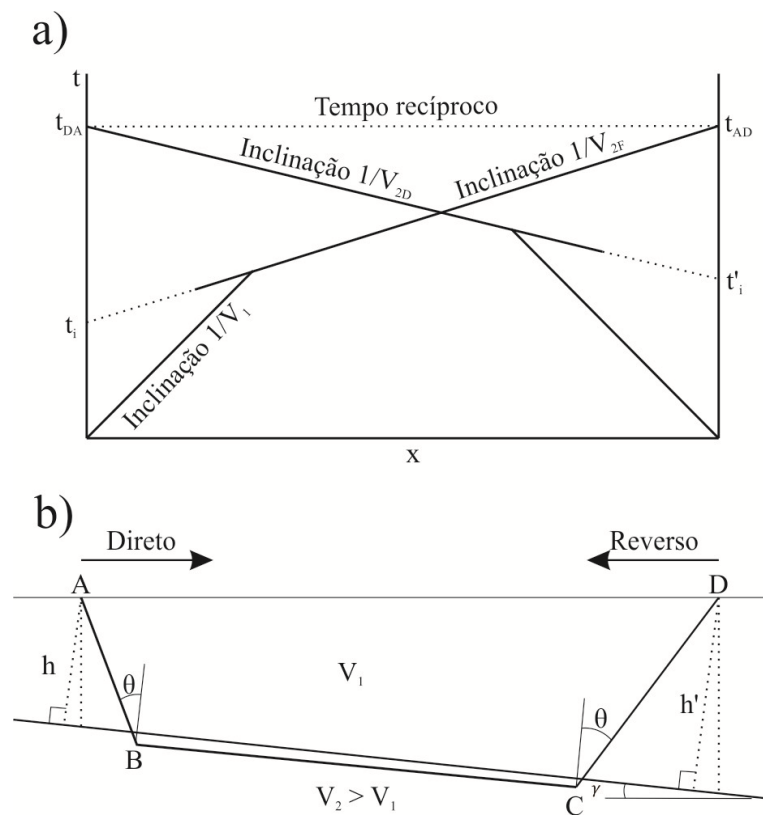 a)
t
Tempo recíproco
t_DA
t_AD
Inclinação 1/V_2D
Inclinação 1/V_2F
t_i
t'_i
Inclinação 1/V_1
x
b)
Direto
Reverso
A
D
h
θ
V_1
θ
h'
B
V_2 > V_1
C
γ